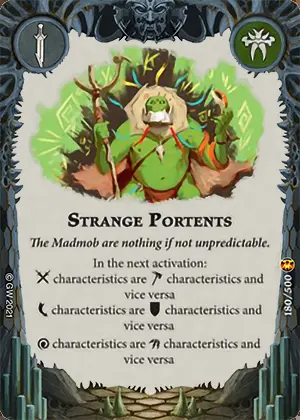 STRANGE PORTENTS
The Madmob are nothing if not unpredictable.
In the next activation:
characteristics are characteristics and
vice versa
characteristics are characteristics and
vice versa
characteristics are characteristics and
vice versa
© GW 2021
180/500